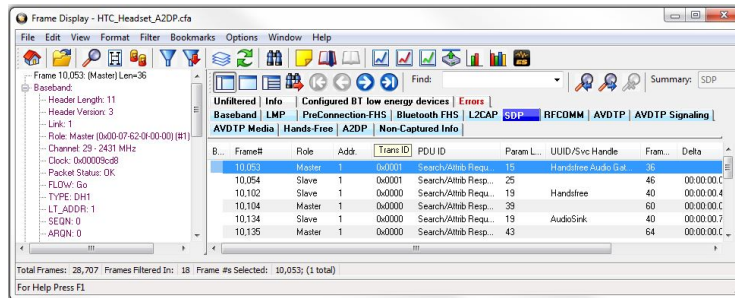 Frame Display - HTC_Headset_A2DP.cfa
File Edit View Format Filter Bookmarks Options Window Help
Find:
Summary: SDP
Frame 10,053: (Master) Len=36
Baseband:
Header Length: 11
Header Version: 3
Link: 1
Role: Master (0x00-07-62-0f-00-00) (#1)
Channel: 29 - 2431 MHz
Clock: 0x00009cd8
Packet Status: OK
FLOW: Go
TYPE: DH1
LT_ADDR: 1
SEQN: 0
ARQN: 0
Unfiltered Info Configured BT low energy devices Errors
Baseband LMP PreConnection-FHS Bluetooth FHS L2CAP SDP RFCOMM AVDTP AVDTP Signaling
AVDTP Media Hands-Free A2DP Non-Captured Info
B... Frame# Role Addr. Trans ID PDU ID Param L... UUID/Svc Handle Fram... Delta
10,053 Master 1 0x0001 Search/Attrib Requ... 15 Handsfree Audio Gat... 36
10,054 Slave 1 0x0001 Search/Attrib Resp... 25 46 00:00:00.0
10,102 Slave 1 0x0000 Search/Attrib Requ... 19 Handsfree 40 00:00:00.4
10,104 Master 1 0x0000 Search/Attrib Resp... 39 60 00:00:00.0
10,134 Slave 1 0x0000 Search/Attrib Requ... 19 AudioSink 40 00:00:00.7
10,135 Master 1 0x0000 Search/Attrib Resp... 43 64 00:00:00.0
Total Frames: 28,707 Frames Filtered In: 18 Frame #s Selected: 10,053; (1 total)
For Help Press F1